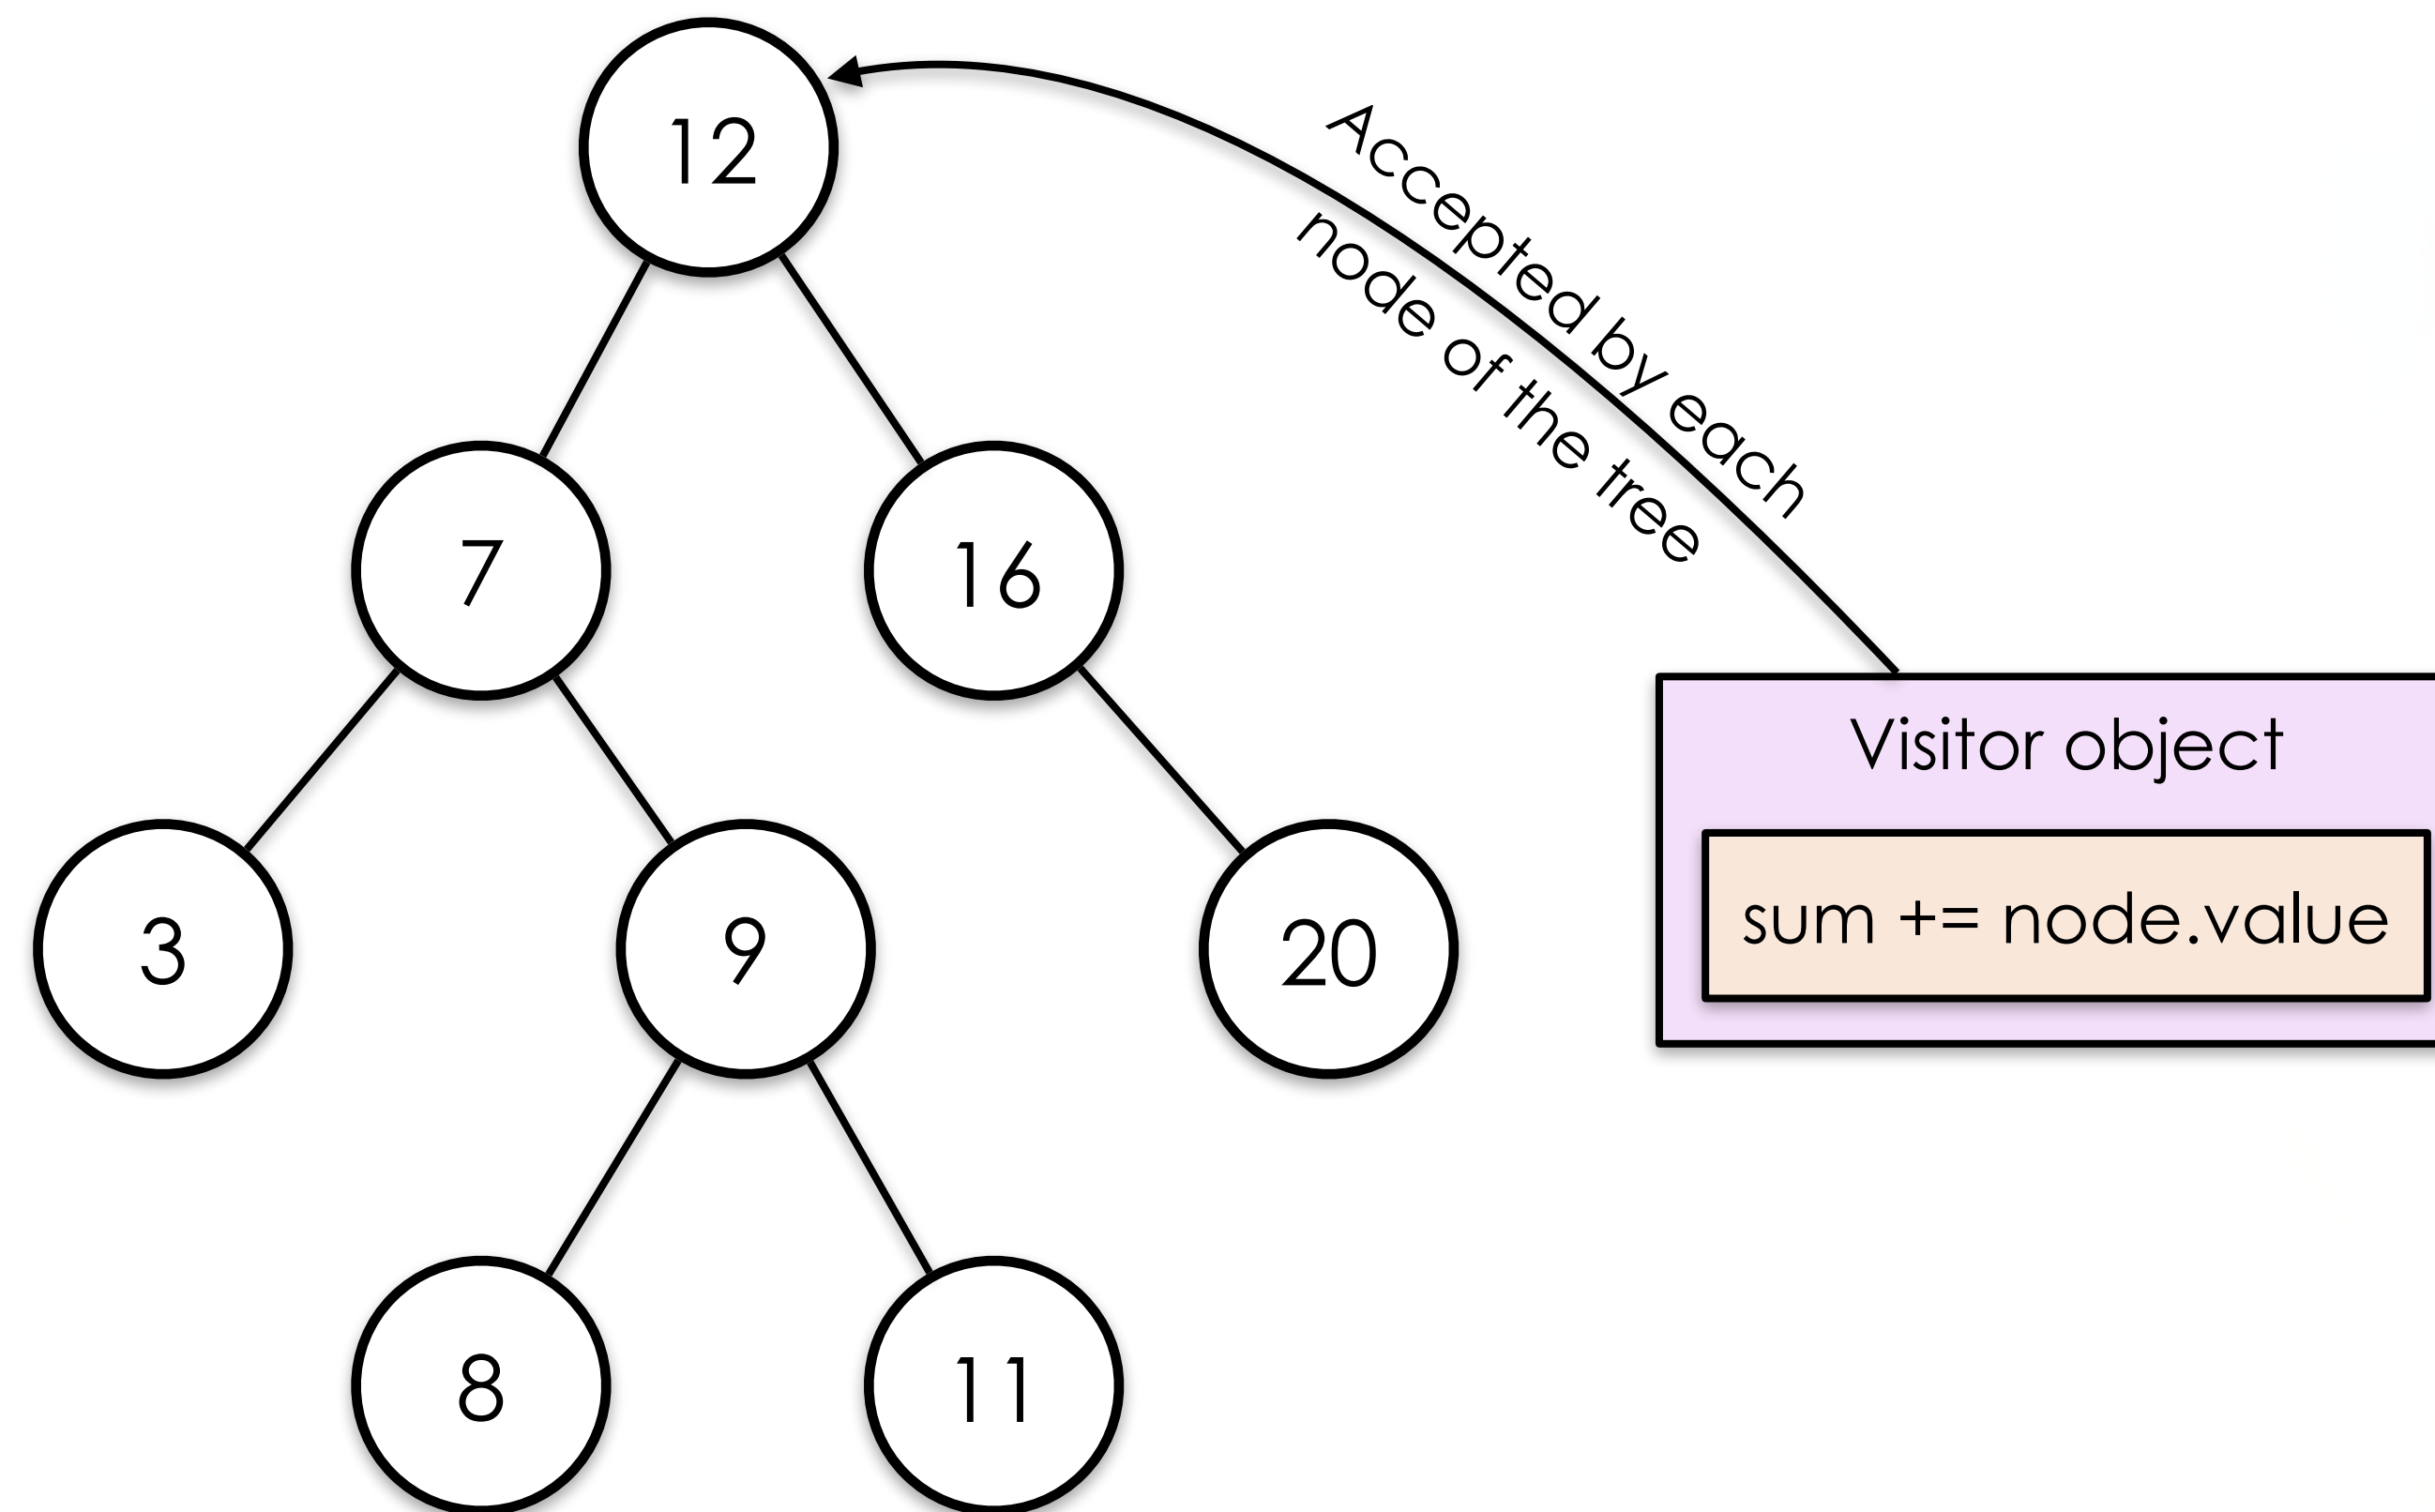 12
Accepted by each
node of the tree
7
16
Visitor object
3
9
20
sum += node.value
8
11